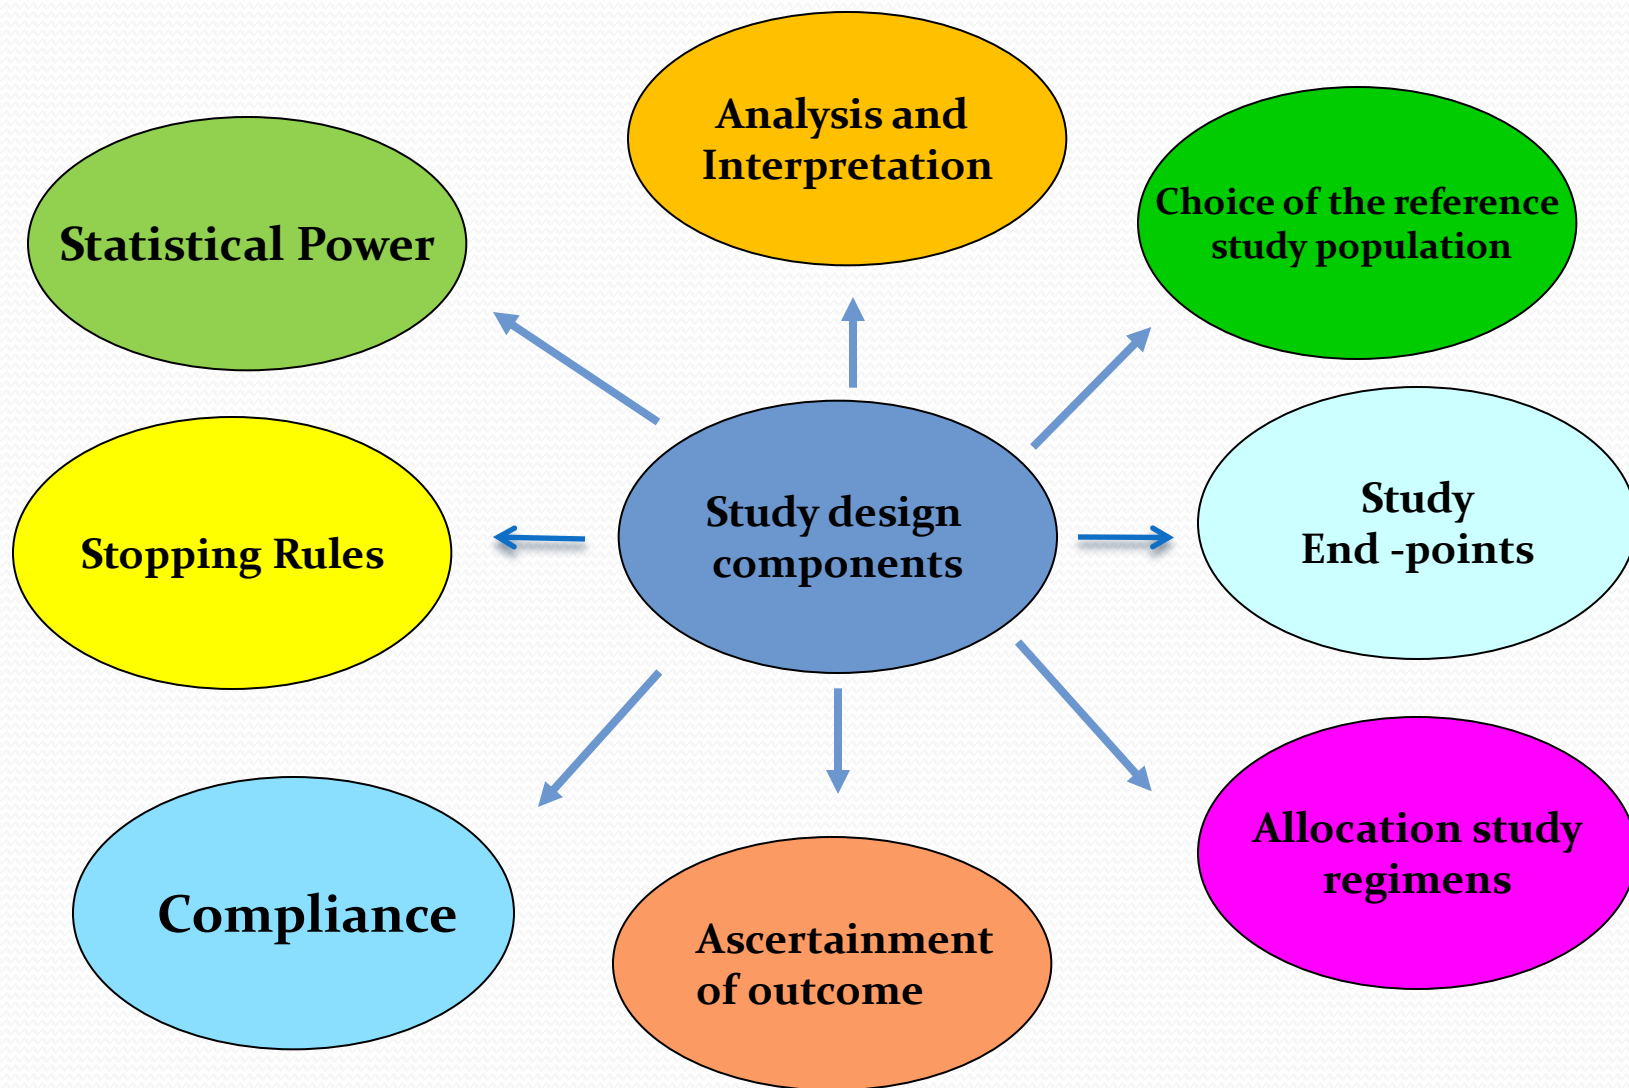 Analysis and
Interpretation
Choice of the reference
study population
Statistical Power
Study
End -points
Study design
components
Stopping Rules
Allocation study
regimens
Compliance
Ascertainment
of outcome